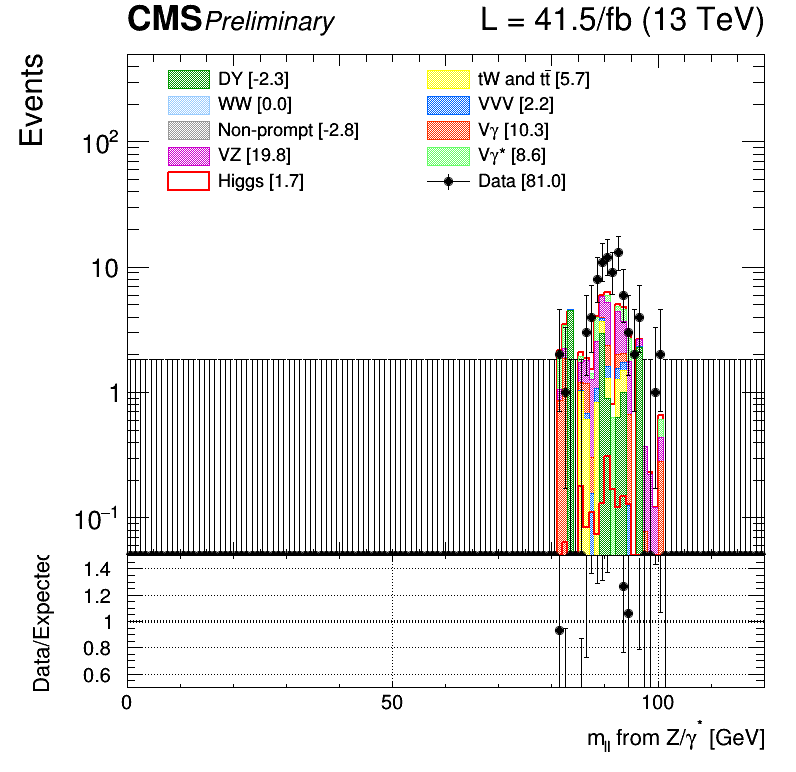 CMS Preliminary L = 41.5/fb (13 TeV)
Events
DY [-2.3] tW and tt̄ [5.7]
WW [0.0] VVV [2.2]
Non-prompt [-2.8] Vγ [10.3]
VZ [19.8] Vγ* [8.6]
Higgs [1.7] Data [81.0]
10²
10
1
10⁻¹
Data/Expected
1.4
1.2
1
0.8
0.6
0 50 100
m_ll from Z/γ* [GeV]